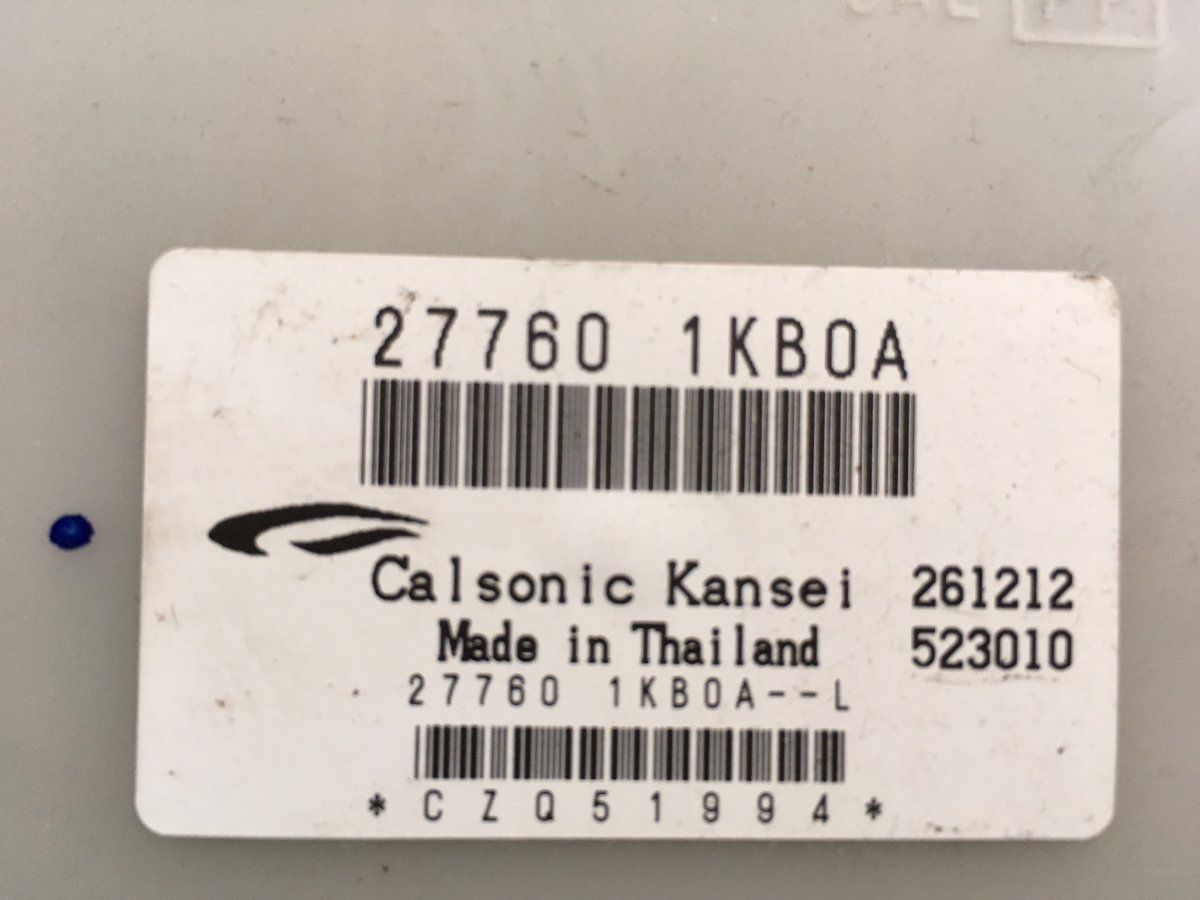 27760 1KB0A
Calsonic Kansei 261212
Made in Thailand 523010
27760 1KB0A--L
*CZQ51994*